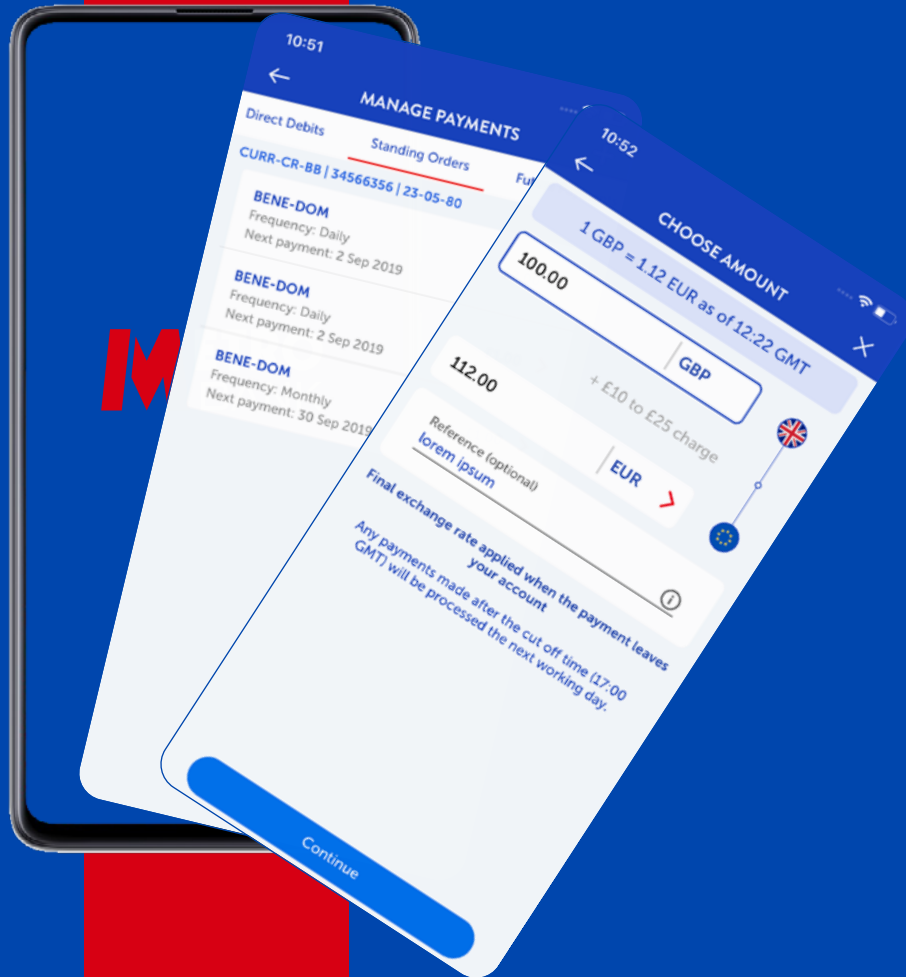 10:51
MANAGE PAYMENTS
Direct Debits
Standing Orders
CURR-CR-BB | 34566356 | 23-05-80
BENE-DOM
Frequency: Daily
Next payment: 2 Sep 2019
BENE-DOM
Frequency: Daily
Next payment: 2 Sep 2019
BENE-DOM
Frequency: Monthly
Next payment: 30 Sep 2019
10:52
CHOOSE AMOUNT
1 GBP = 1.12 EUR as of 12:22 GMT
100.00
GBP
+ £10 to £25 charge
112.00
EUR
Reference (optional)
lorem ipsum
Final exchange rate applied when the payment leaves
your account
Any payments made after the cut off time (17:00
GMT) will be processed the next working day.
Continue